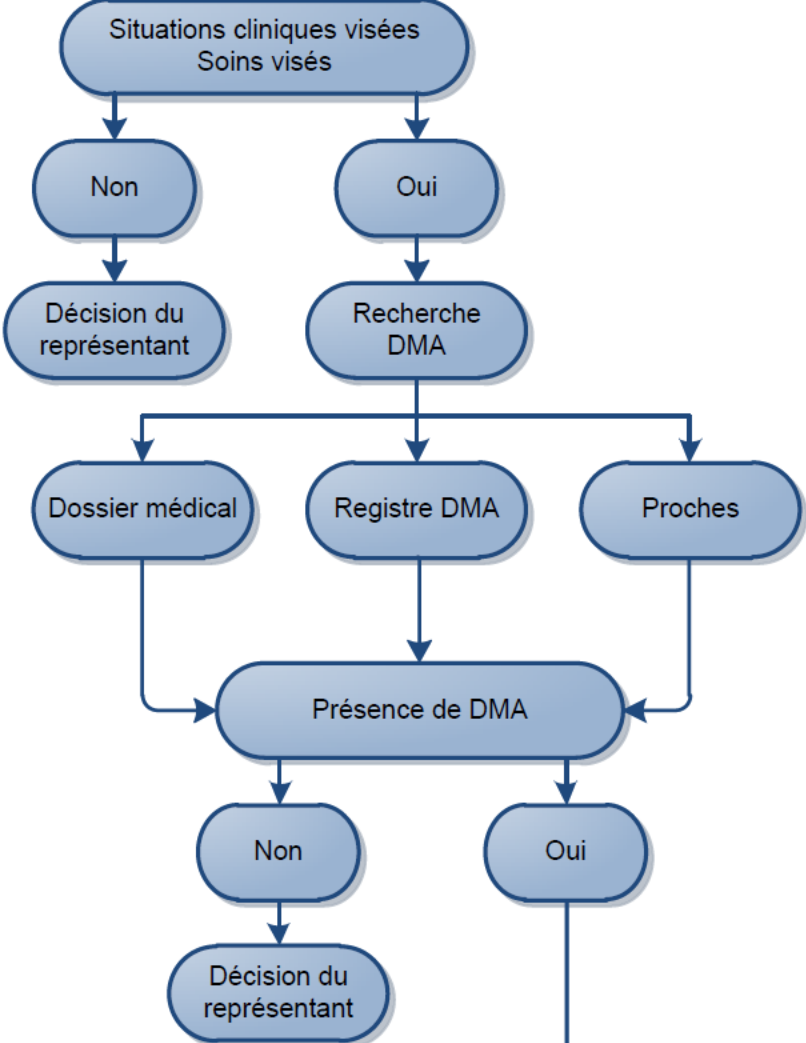 Situations cliniques visées
Soins visés
Non
Oui
Décision du
représentant
Recherche
DMA
Dossier médical
Registre DMA
Proches
Présence de DMA
Non
Oui
Décision du
représentant